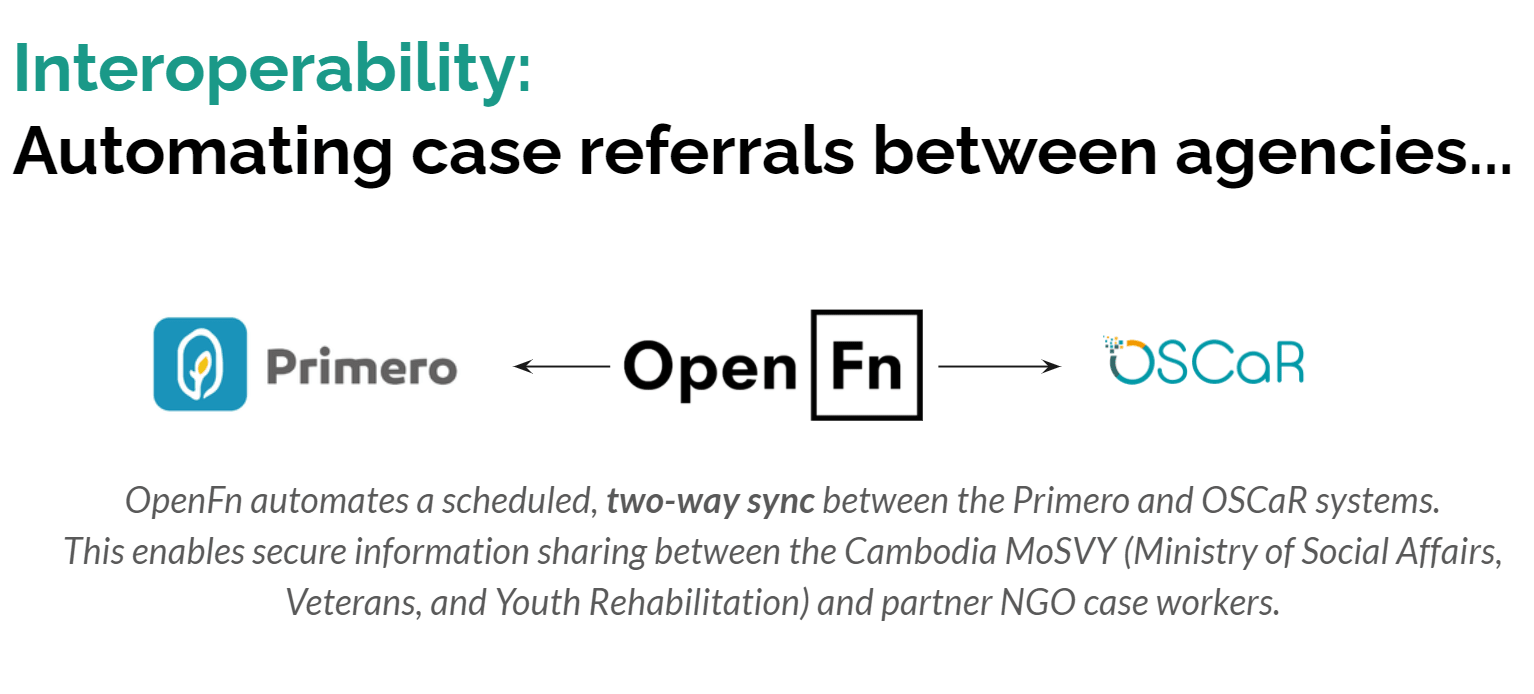 Interoperability:
Automating case referrals between agencies...
Primero OpenFn OSCaR
OpenFn automates a scheduled, two-way sync between the Primero and OSCaR systems.
This enables secure information sharing between the Cambodia MoSVY (Ministry of Social Affairs,
Veterans, and Youth Rehabilitation) and partner NGO case workers.